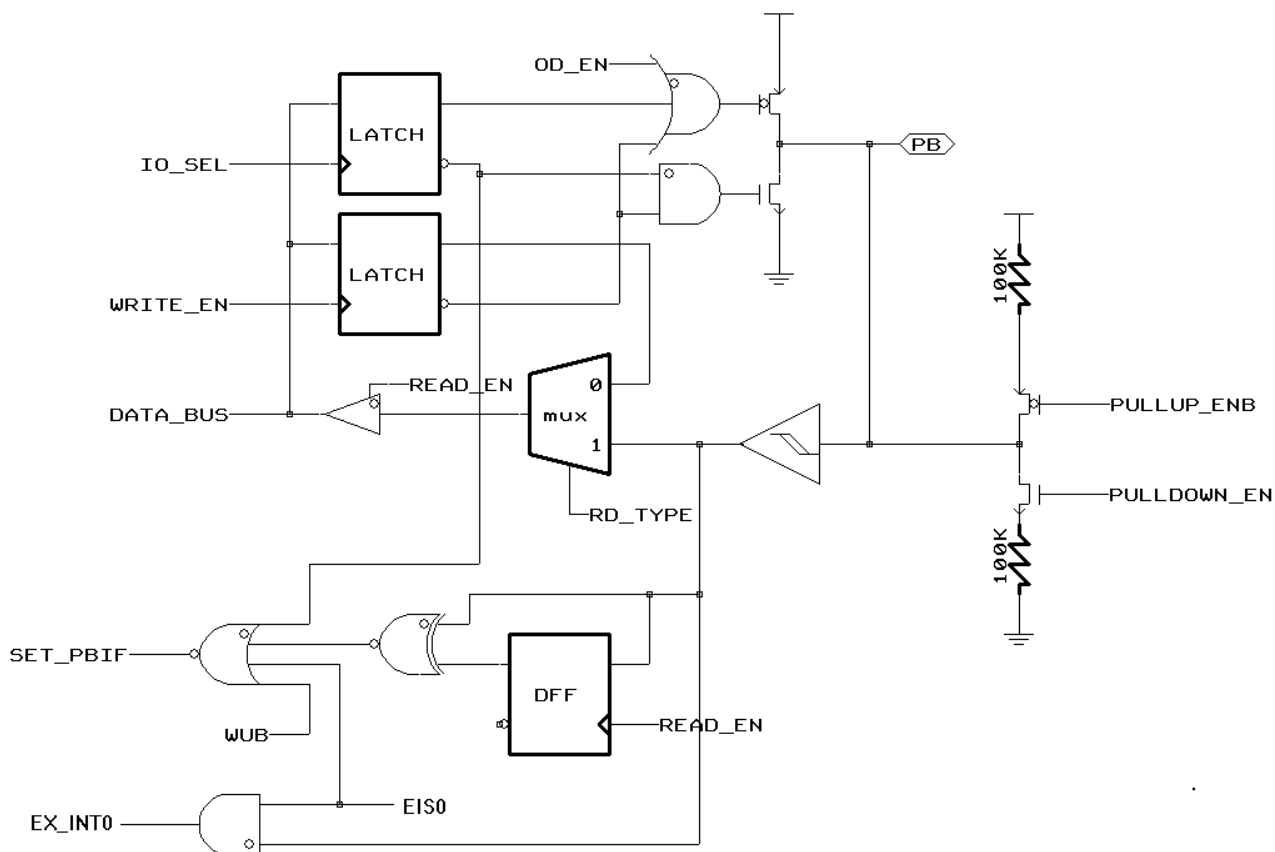 OD_EN
LATCH
IO_SEL
PB
LATCH
WRITE_EN
100K
READ_EN
0
PULLUP_ENB
DATA_BUS
mux
1
PULLDOWN_EN
RD_TYPE
100K
SET_PBIF
DFF
WUB
READ_EN
EIS0
EX_INT0